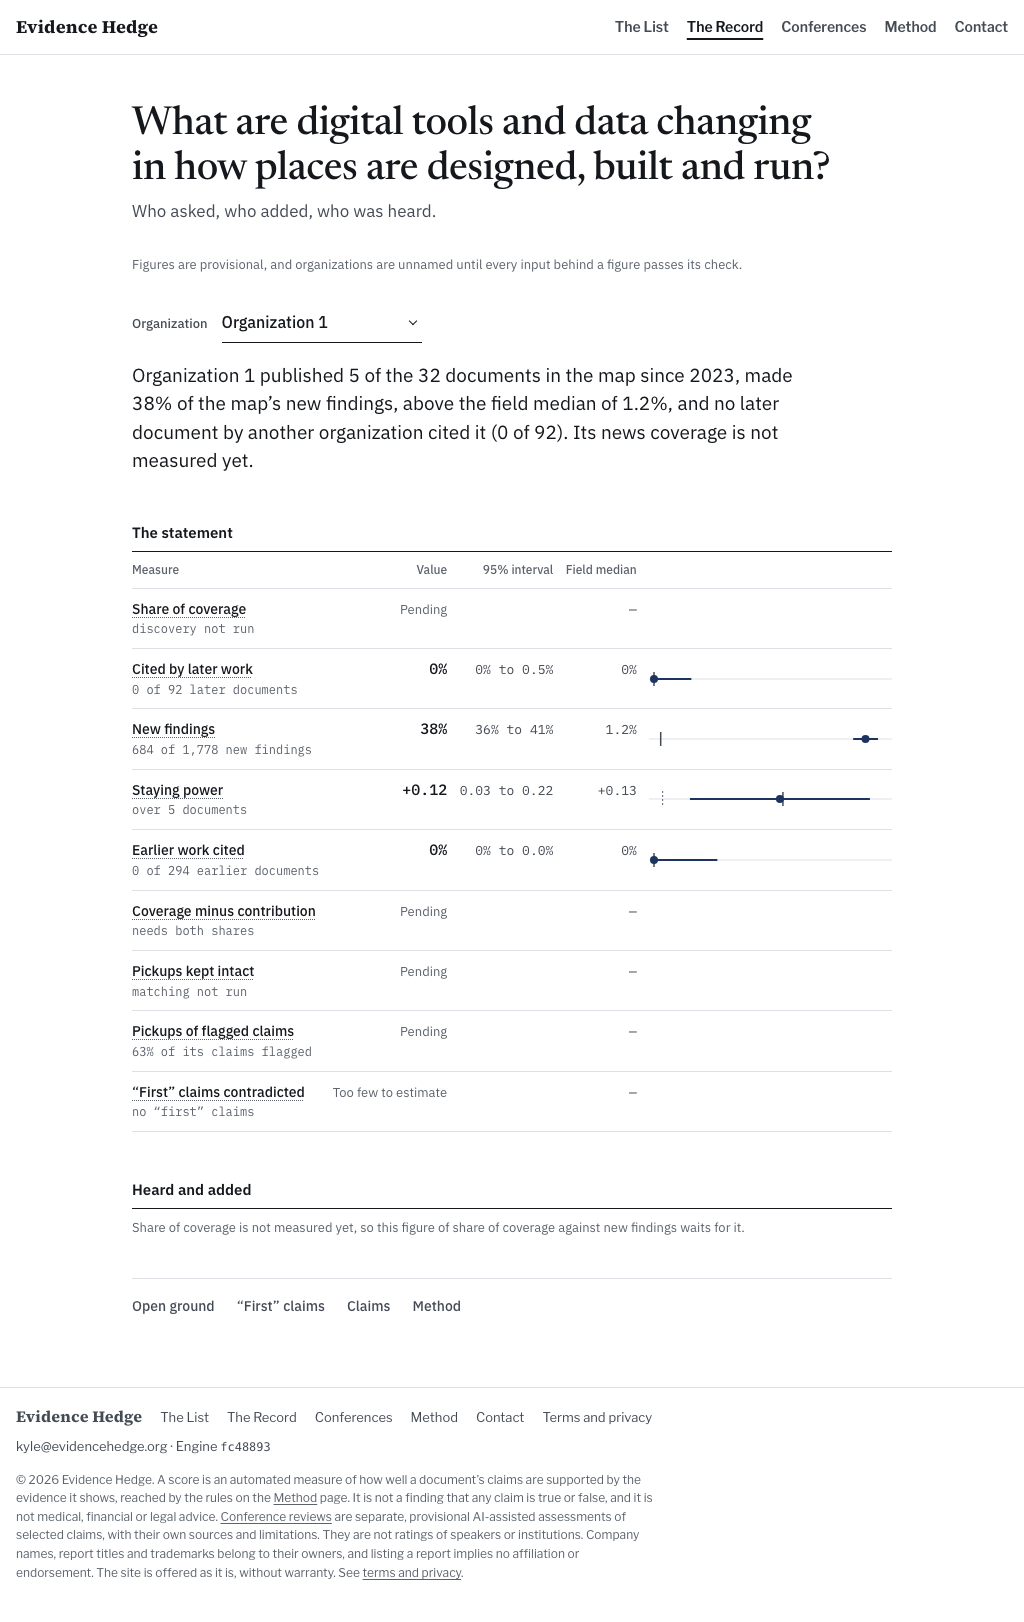 Evidence Hedge
The List
The Record
Conferences
Method
Contact
What are digital tools and data changing
in how places are designed, built and run?
Who asked, who added, who was heard.
Figures are provisional, and organizations are unnamed until every input behind a figure passes its check.
Organization
Organization 1
Organization 1 published 5 of the 32 documents in the map since 2023, made
38% of the map’s new findings, above the field median of 1.2%, and no later
document by another organization cited it (0 of 92). Its news coverage is not
measured yet.
The statement
Measure Value 95% interval Field median
Share of coverage Pending –
discovery not run
Cited by later work 0% 0% to 0.5% 0%
0 of 92 later documents
New findings 38% 36% to 41% 1.2%
684 of 1,778 new findings
Staying power +0.12 0.03 to 0.22 +0.13
over 5 documents
Earlier work cited 0% 0% to 0.0% 0%
0 of 294 earlier documents
Coverage minus contribution Pending –
needs both shares
Pickups kept intact Pending –
matching not run
Pickups of flagged claims Pending –
63% of its claims flagged
“First” claims contradicted Too few to estimate –
no “first” claims
Heard and added
Share of coverage is not measured yet, so this figure of share of coverage against new findings waits for it.
Open ground “First” claims Claims Method
Evidence Hedge The List The Record Conferences Method Contact Terms and privacy
kyle@evidencehedge.org · Engine fc48893
© 2026 Evidence Hedge. A score is an automated measure of how well a document’s claims are supported by the
evidence it shows, reached by the rules on the Method page. It is not a finding that any claim is true or false, and it is
not medical, financial or legal advice. Conference reviews are separate, provisional AI-assisted assessments of
selected claims, with their own sources and limitations. They are not ratings of speakers or institutions. Company
names, report titles and trademarks belong to their owners, and listing a report implies no affiliation or
endorsement. The site is offered as it is, without warranty. See terms and privacy.